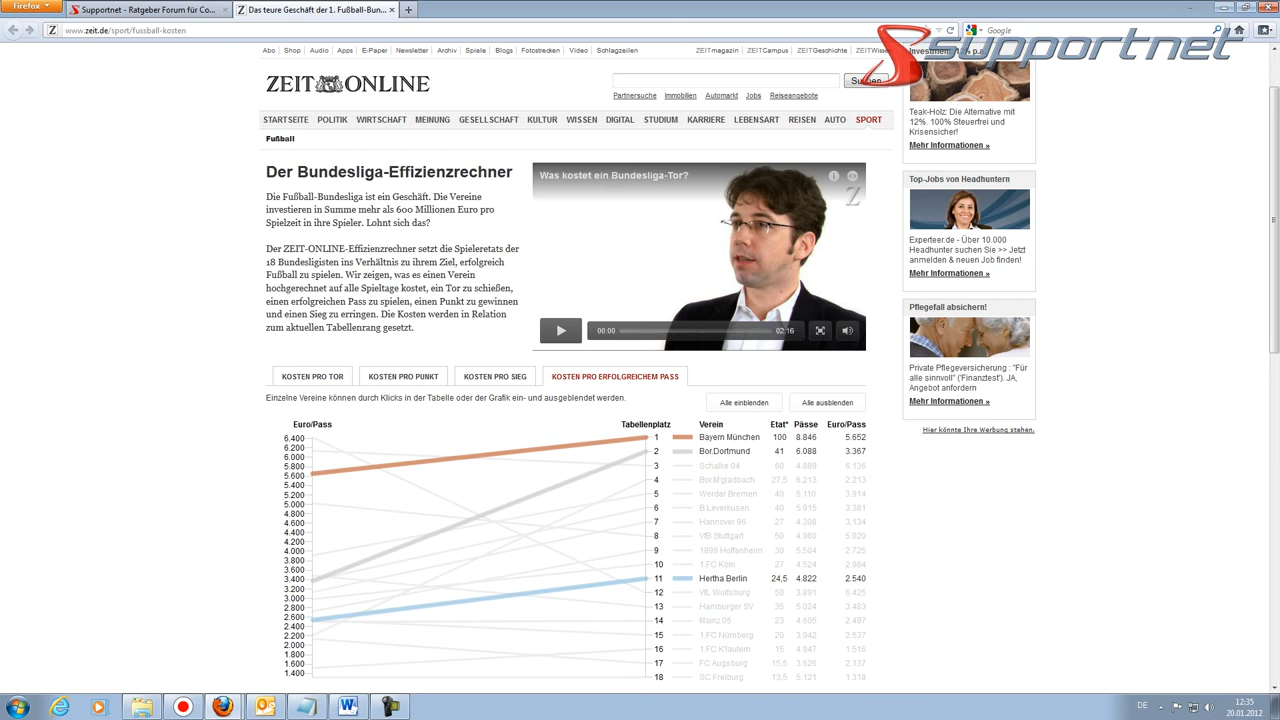 Firefox
Supportnet - Ratgeber Forum für Co...
Das teure Geschäft der 1. Fußball-Bun...
www.zeit.de/sport/fussball-kosten
Google
supportnet
Abo
Shop
Audio
Apps
E-Paper
Newsletter
Archiv
Spiele
Blogs
Fotostrecken
Video
Schlagzeilen
ZEITmagazin
ZEITCampus
ZEITGeschichte
ZEITWissen
ZEIT ONLINE
Suchen
Partnersuche
Immobilien
Automarkt
Jobs
Reiseangebote
STARTSEITE POLITIK WIRTSCHAFT MEINUNG GESELLSCHAFT KULTUR WISSEN DIGITAL STUDIUM KARRIERE LEBENSART REISEN AUTO SPORT
Fußball
Der Bundesliga-Effizienzrechner
Die Fußball-Bundesliga ist ein Geschäft. Die Vereine
investieren in Summe mehr als 600 Millionen Euro pro
Spielzeit in ihre Spieler. Lohnt sich das?
Der ZEIT-ONLINE-Effizienzrechner setzt die Spieleretats der
18 Bundesligisten ins Verhältnis zu ihrem Ziel, erfolgreich
Fußball zu spielen. Wir zeigen, was es einen Verein
hochgerechnet auf alle Spieltage kostet, ein Tor zu schießen,
einen erfolgreichen Pass zu spielen, einen Punkt zu gewinnen
und einen Sieg zu erringen. Die Kosten werden in Relation
zum aktuellen Tabellenrang gesetzt.
Was kostet ein Bundesliga-Tor?
Z
00:00
02:16
Teak-Holz: Die Alternative mit
12%. 100% Steuerfrei und
Krisensicher!
Mehr Informationen »
Top-Jobs von Headhuntern
Experteer.de - Über 10.000
Headhunter suchen Sie >> Jetzt
anmelden & neuen Job finden!
Mehr Informationen »
Pflegefall absichern!
Private Pflegeversicherung : "Für
alle sinnvoll" ('Finanztest'). JA,
Angebot anfordern
Mehr Informationen »
Hier könnte Ihre Werbung stehen.
KOSTEN PRO TOR
KOSTEN PRO PUNKT
KOSTEN PRO SIEG
KOSTEN PRO ERFOLGREICHEM PASS
Einzelne Vereine können durch Klicks in der Tabelle oder der Grafik ein- und ausgeblendet werden.
Alle einblenden
Alle ausblenden
Euro/Pass
6.400
6.200
6.000
5.800
5.600
5.400
5.200
5.000
4.800
4.600
4.400
4.200
4.000
3.800
3.600
3.400
3.200
3.000
2.800
2.600
2.400
2.200
2.000
1.800
1.600
1.400
Tabellenplatz Verein Etat* Pässe Euro/Pass
1 Bayern München 100 8.846 5.652
2 Bor.Dortmund 41 6.088 3.367
3 Schalke 04 60 4.889 6.136
4 Bor.M'gladbach 27,5 6.213 2.213
5 Werder Bremen 40 5.110 3.914
6 B.Leverkusen 40 5.915 3.381
7 Hannover 96 27 4.308 3.134
8 VfB Stuttgart 50 4.980 5.020
9 1899 Hoffenheim 30 5.504 2.725
10 1.FC Köln 27 4.524 2.984
11 Hertha Berlin 24,5 4.822 2.540
12 VfL Wolfsburg 50 3.891 6.425
13 Hamburger SV 35 5.024 3.483
14 Mainz 05 23 4.605 2.497
15 1.FC Nürnberg 20 3.942 2.537
16 1.FC K'lautern 15 4.947 1.516
17 FC Augsburg 15,5 3.626 2.137
18 SC Freiburg 13,5 5.121 1.318
DE
12:35
20.01.2012